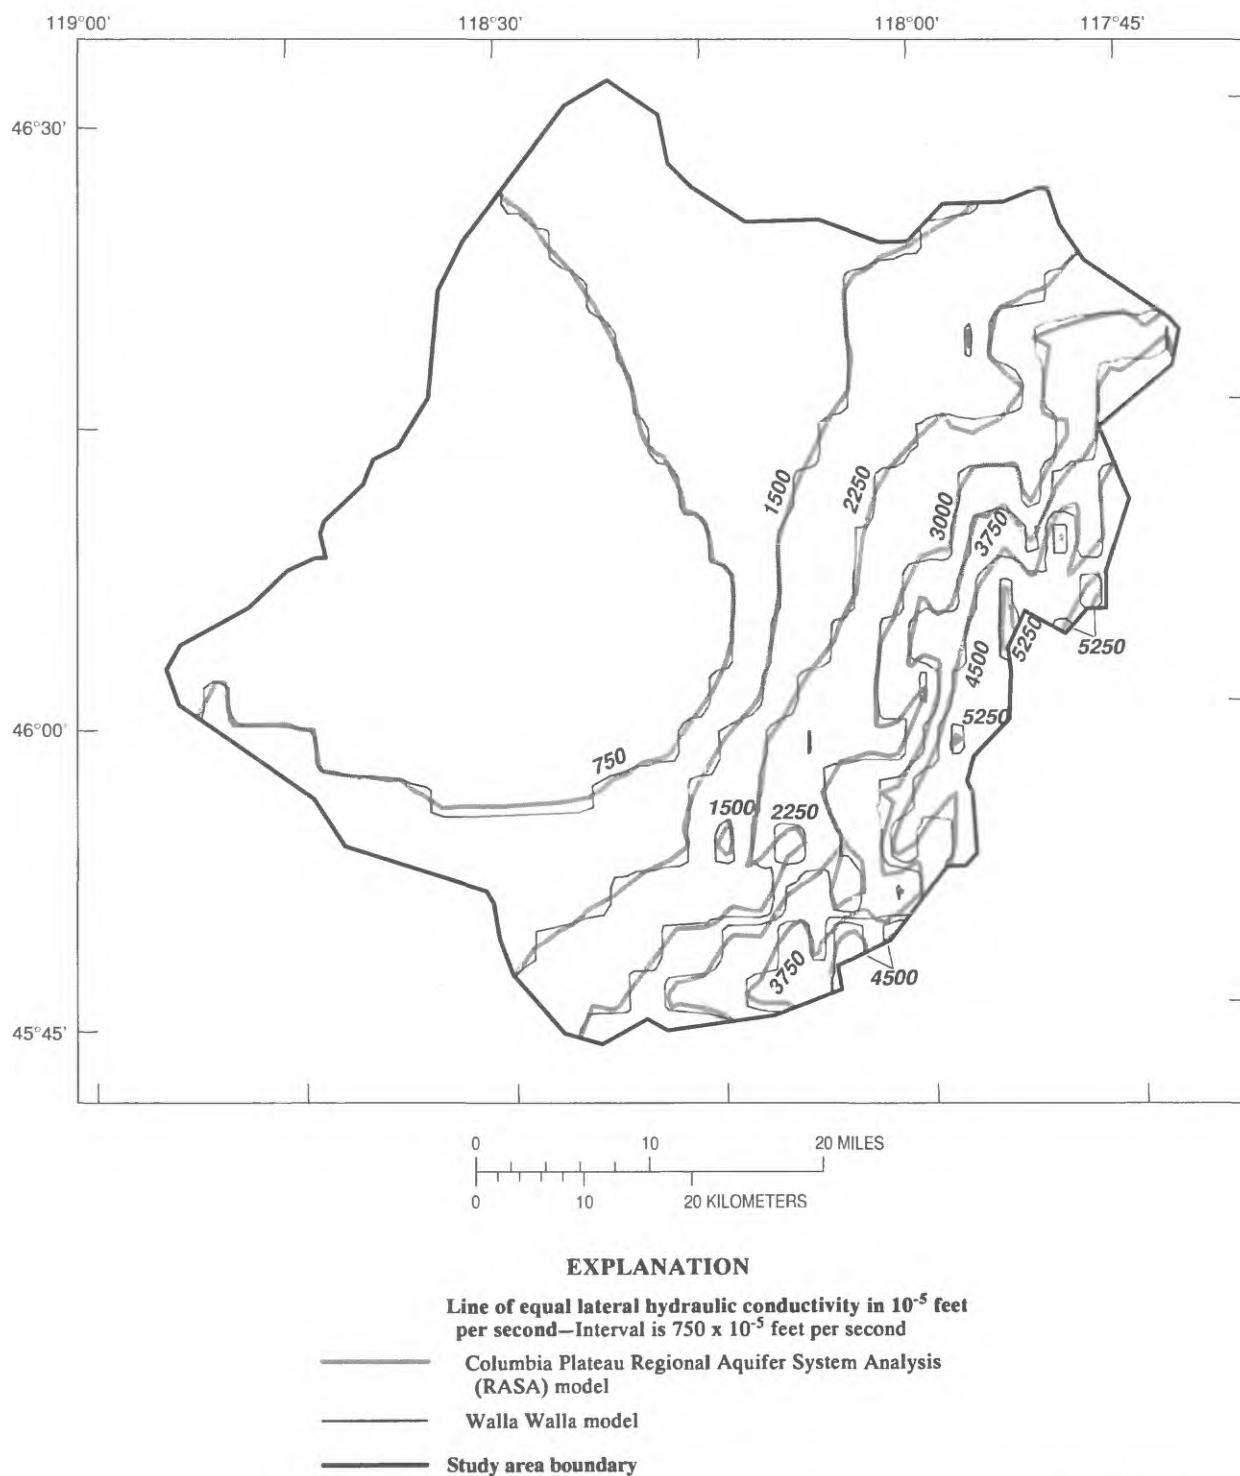 119°00'
118°30'
118°00'
117°45'
46°30'
1500
2250
3000
3750
4500
5250
5250
5250
46°00'
750
1500
2250
3750
4500
45°45'
0
10
20 MILES
0
10
20 KILOMETERS
EXPLANATION
Line of equal lateral hydraulic conductivity in 10⁻⁵ feet
per second—Interval is 750 x 10⁻⁵ feet per second
Columbia Plateau Regional Aquifer System Analysis
(RASA) model
Walla Walla model
Study area boundary